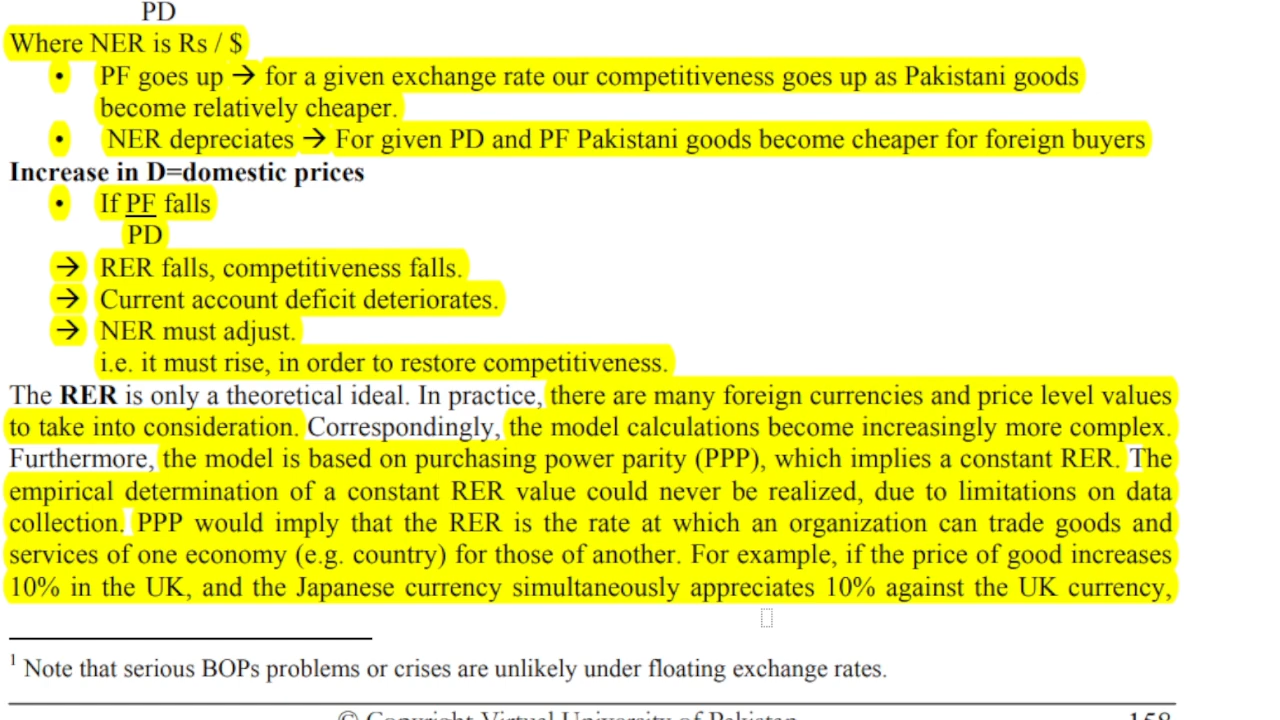 PD
Where NER is Rs / $
• PF goes up → for a given exchange rate our competitiveness goes up as Pakistani goods
become relatively cheaper.
• NER depreciates → For given PD and PF Pakistani goods become cheaper for foreign buyers
Increase in D=domestic prices
• If PF falls
PD
→ RER falls, competitiveness falls.
→ Current account deficit deteriorates.
→ NER must adjust.
i.e. it must rise, in order to restore competitiveness.
The RER is only a theoretical ideal. In practice, there are many foreign currencies and price level values
to take into consideration. Correspondingly, the model calculations become increasingly more complex.
Furthermore, the model is based on purchasing power parity (PPP), which implies a constant RER. The
empirical determination of a constant RER value could never be realized, due to limitations on data
collection. PPP would imply that the RER is the rate at which an organization can trade goods and
services of one economy (e.g. country) for those of another. For example, if the price of good increases
10% in the UK, and the Japanese currency simultaneously appreciates 10% against the UK currency,
1 Note that serious BOPs problems or crises are unlikely under floating exchange rates.
© Copyright Virtual University of Pakistan 158